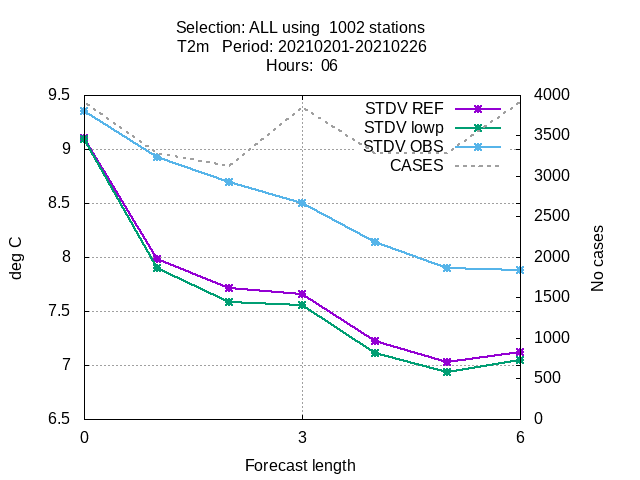 Selection: ALL using  1002 stations
T2m   Period: 20210201-20210226
Hours:  06
STDV REF
STDV lowp
STDV OBS
CASES
9.5
9
8.5
8
7.5
7
6.5
deg C
4000
3500
3000
2500
2000
1500
1000
500
0
No cases
0 3 6
Forecast length